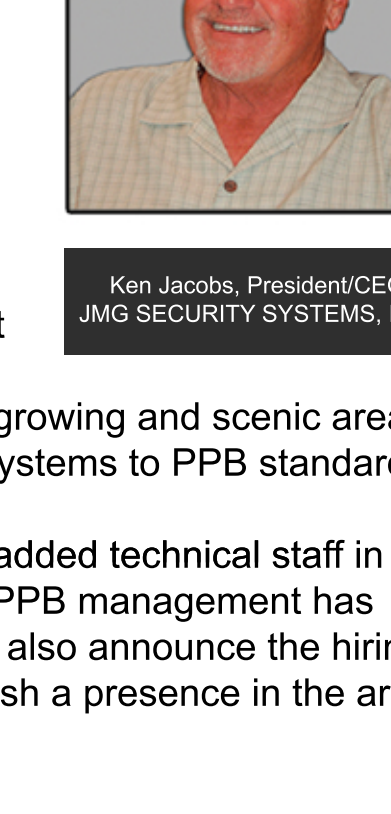 Ken Jacobs, President/CEO
JMG SECURITY SYSTEMS,
t
growing and scenic area
ystems to PPB standard
added technical staff in
PPB management has
also announce the hirin
sh a presence in the ar